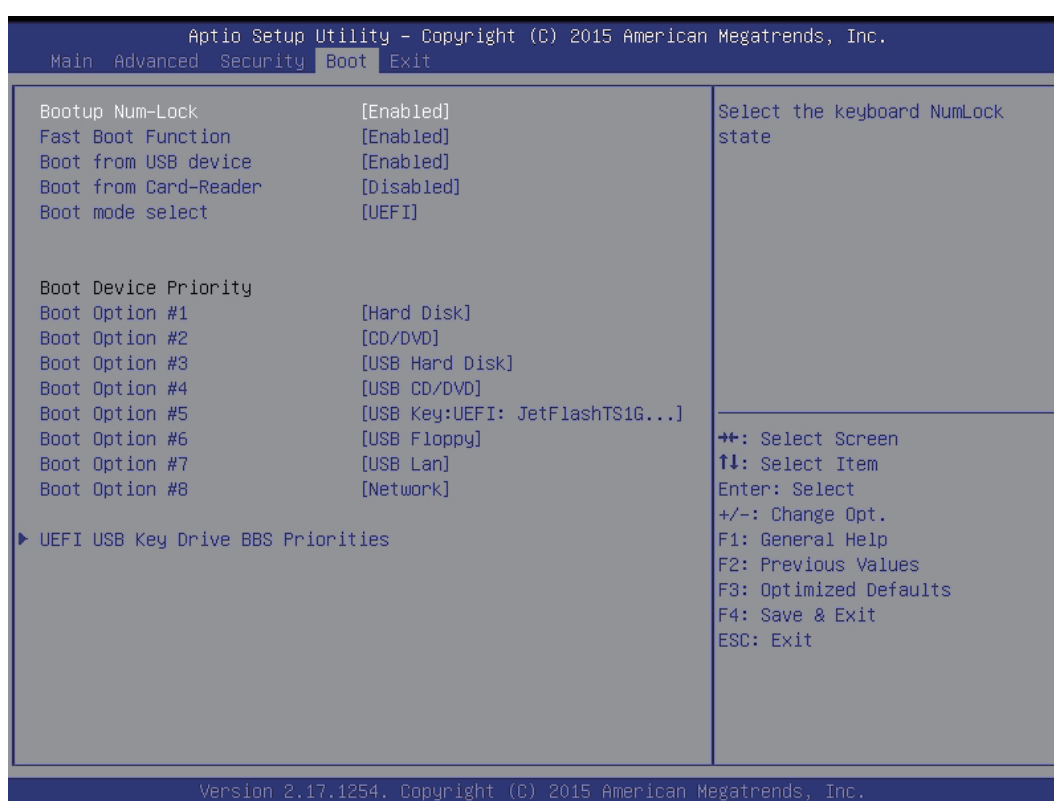 Aptio Setup Utility – Copyright (C) 2015 American Megatrends, Inc.
Main Advanced Security Boot Exit
Bootup Num-Lock [Enabled]
Fast Boot Function [Enabled]
Boot from USB device [Enabled]
Boot from Card-Reader [Disabled]
Boot mode select [UEFI]
Boot Device Priority
Boot Option #1 [Hard Disk]
Boot Option #2 [CD/DVD]
Boot Option #3 [USB Hard Disk]
Boot Option #4 [USB CD/DVD]
Boot Option #5 [USB Key:UEFI: JetFlashTS1G...]
Boot Option #6 [USB Floppy]
Boot Option #7 [USB Lan]
Boot Option #8 [Network]
▶ UEFI USB Key Drive BBS Priorities
Select the keyboard NumLock
state
→←: Select Screen
↑↓: Select Item
Enter: Select
+/-: Change Opt.
F1: General Help
F2: Previous Values
F3: Optimized Defaults
F4: Save & Exit
ESC: Exit
Version 2.17.1254. Copyright (C) 2015 American Megatrends, Inc.